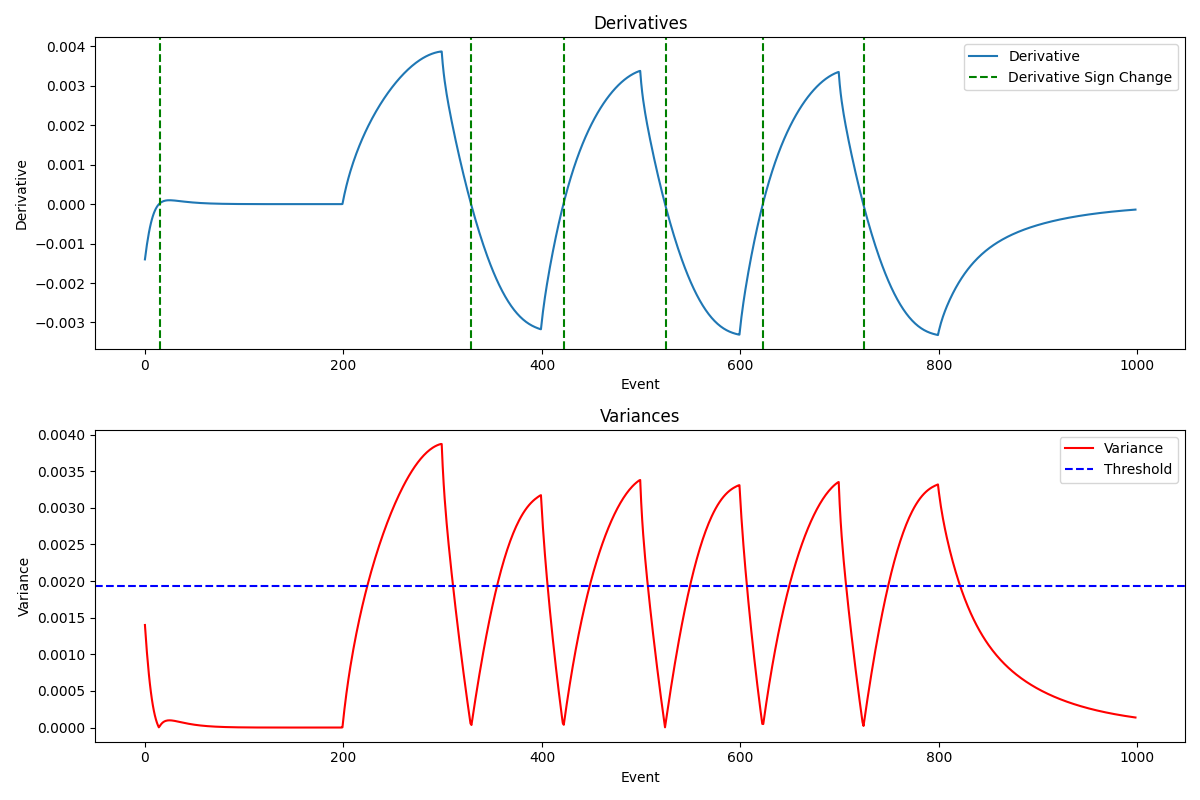 Derivatives
Derivative
Derivative Sign Change
0.004
0.003
0.002
0.001
0.000
−0.001
−0.002
−0.003
Derivative
0 200 400 600 800 1000
Event
Variances
Variance
Threshold
0.0040
0.0035
0.0030
0.0025
0.0020
0.0015
0.0010
0.0005
0.0000
Variance
0 200 400 600 800 1000
Event